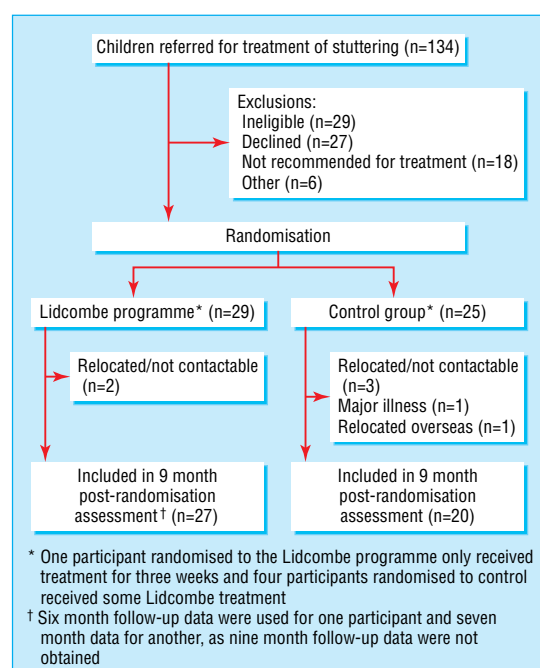 Children referred for treatment of stuttering (n=134)
Exclusions:
Ineligible (n=29)
Declined (n=27)
Not recommended for treatment (n=18)
Other (n=6)
Randomisation
Lidcombe programme* (n=29)
Control group* (n=25)
Relocated/not contactable
(n=2)
Relocated/not contactable
(n=3)
Major illness (n=1)
Relocated overseas (n=1)
Included in 9 month
post-randomisation
assessment† (n=27)
Included in 9 month
post-randomisation
assessment (n=20)
* One participant randomised to the Lidcombe programme only received
treatment for three weeks and four participants randomised to control
received some Lidcombe treatment
† Six month follow-up data were used for one participant and seven
month data for another, as nine month follow-up data were not
obtained